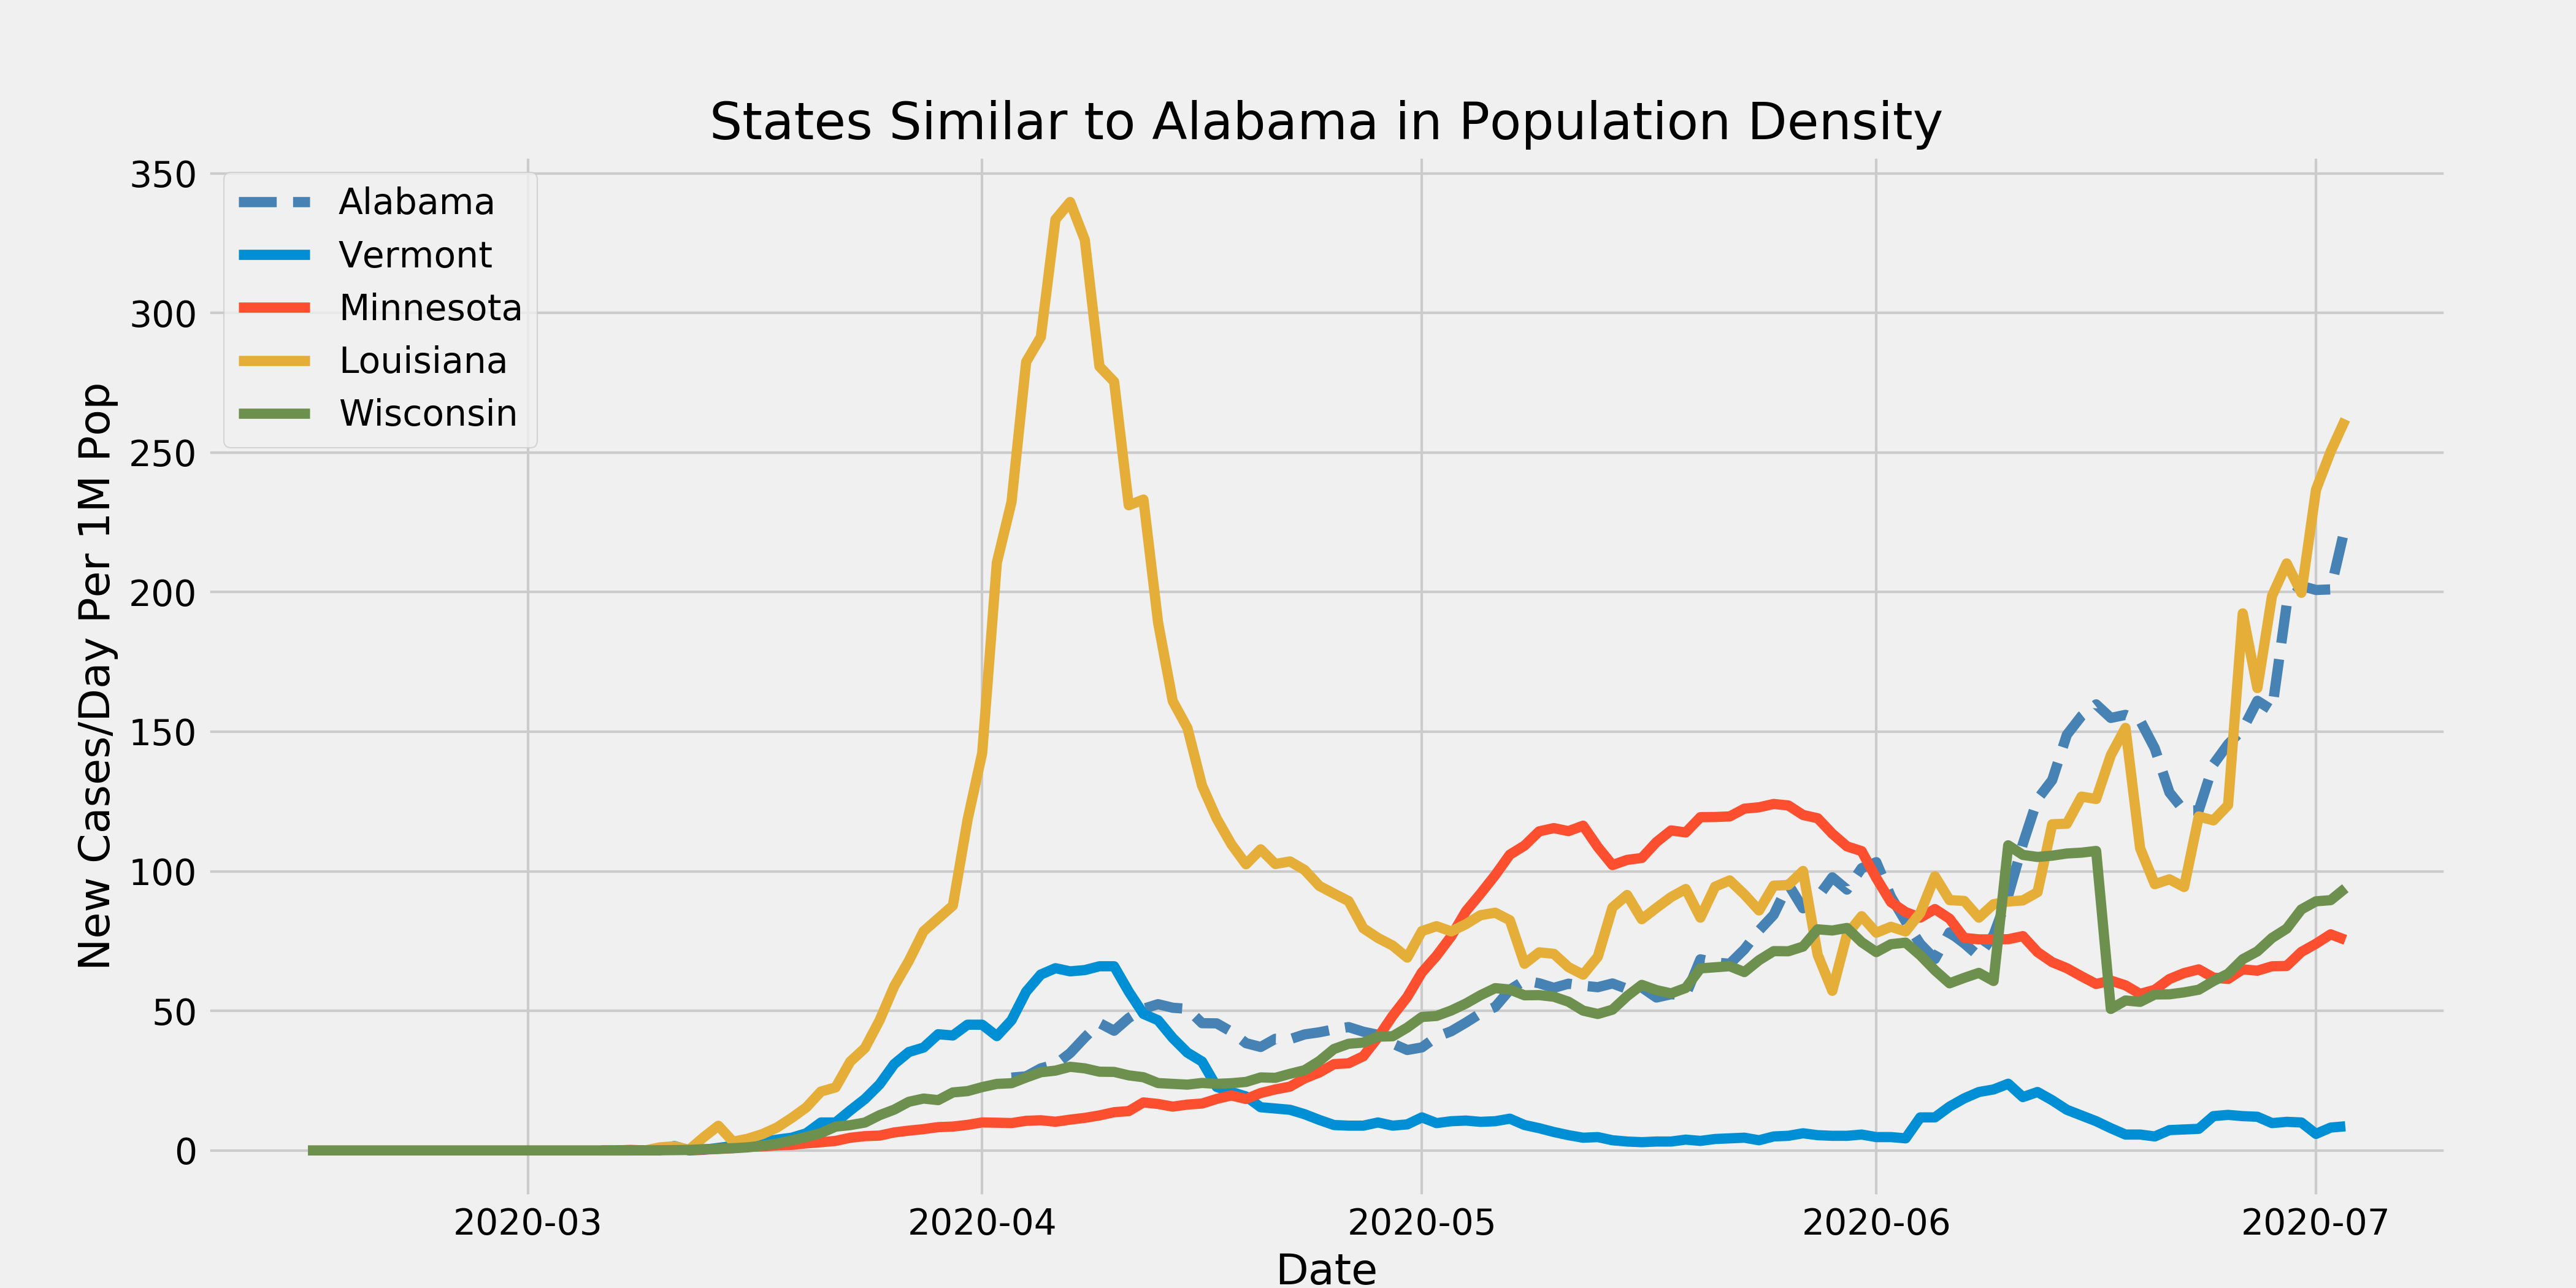 States Similar to Alabama in Population Density
New Cases/Day Per 1M Pop
350
300
250
200
150
100
50
0
Alabama
Vermont
Minnesota
Louisiana
Wisconsin
2020-03 2020-04 2020-05 2020-06 2020-07
Date